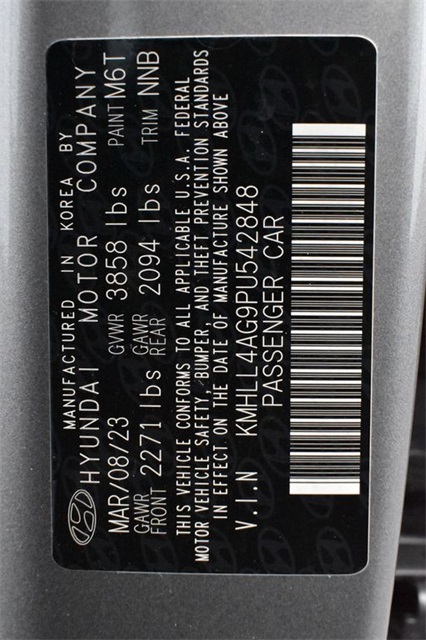 MANUFACTURED IN KOREA BY
HYUNDAI MOTOR COMPANY
MAR/08/23 GVWR 3858 lbs PAINT M6T
GAWR FRONT 2271 lbs GAWR REAR 2094 lbs TRIM NNB
THIS VEHICLE CONFORMS TO ALL APPLICABLE U.S.A. FEDERAL
MOTOR VEHICLE SAFETY, BUMPER, AND THEFT PREVENTION STANDARDS
IN EFFECT ON THE DATE OF MANUFACTURE SHOWN ABOVE
V.I.N KMHLL4AG9PU542848
PASSENGER CAR